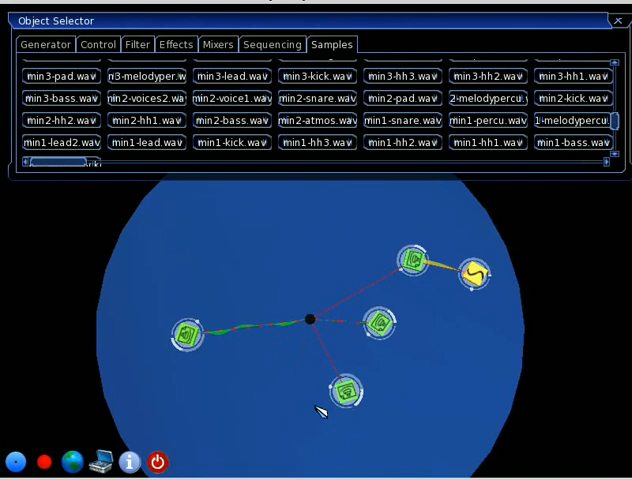 Object Selector
Generator Control Filter Effects Mixers Sequencing Samples
min3-pad.wav n3-melodyper.w min3-lead.wav min3-kick.wav min3-hh3.wav min3-hh2.wav min3-hh1.wav
min3-bass.wav min2-voices2.wa min2-voice1.wav min2-snare.wav min2-pad.wav 2-melodypercu. min2-kick.wav
min2-hh2.wav min2-hh1.wav min2-bass.wav min2-atmos.wav min1-snare.wav min1-percu.wav 1-melodypercu.
min1-lead2.wav min1-lead.wav min1-kick.wav min1-hh3.wav min1-hh2.wav min1-hh1.wav min1-bass.wav